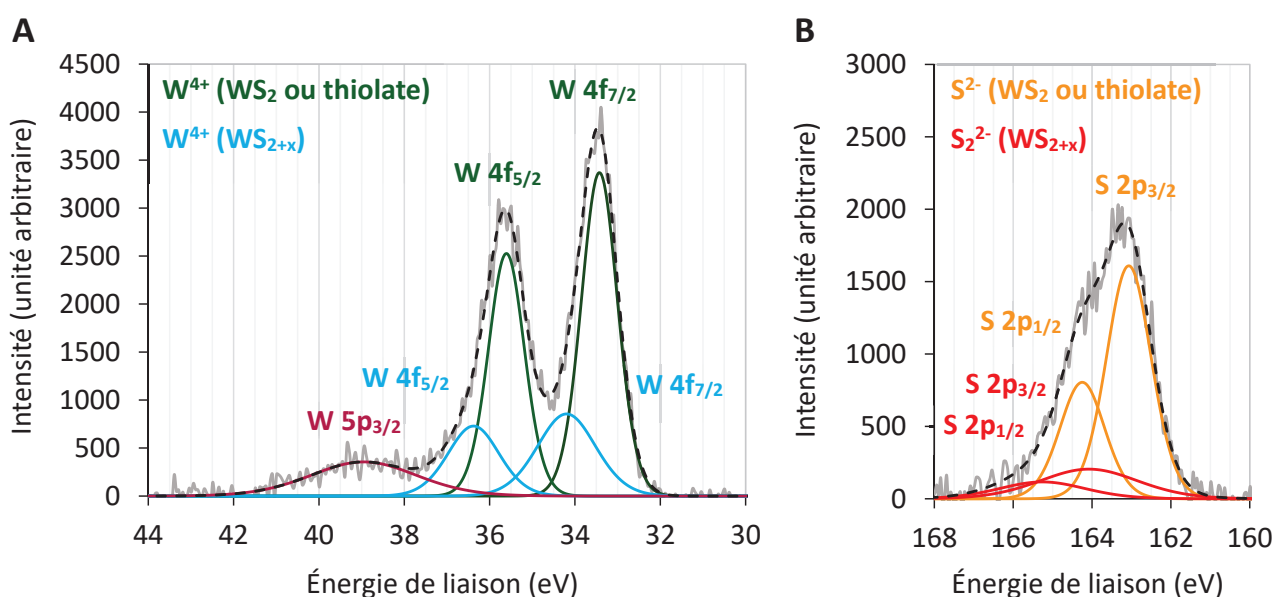 A
4500
4000
3500
3000
2500
2000
1500
1000
500
0
Intensité (unité arbitraire)
W⁴⁺ (WS₂ ou thiolate)
W⁴⁺ (WS₂₊ₓ)
W 4f₇/₂
W 4f₅/₂
W 4f₅/₂
W 4f₇/₂
W 5p₃/₂
44 42 40 38 36 34 32 30
Énergie de liaison (eV)
B
3000
2500
2000
1500
1000
500
0
Intensité (unité arbitraire)
S²⁻ (WS₂ ou thiolate)
S₂²⁻ (WS₂₊ₓ)
S 2p₃/₂
S 2p₁/₂
S 2p₃/₂
S 2p₁/₂
168 166 164 162 160
Énergie de liaison (eV)